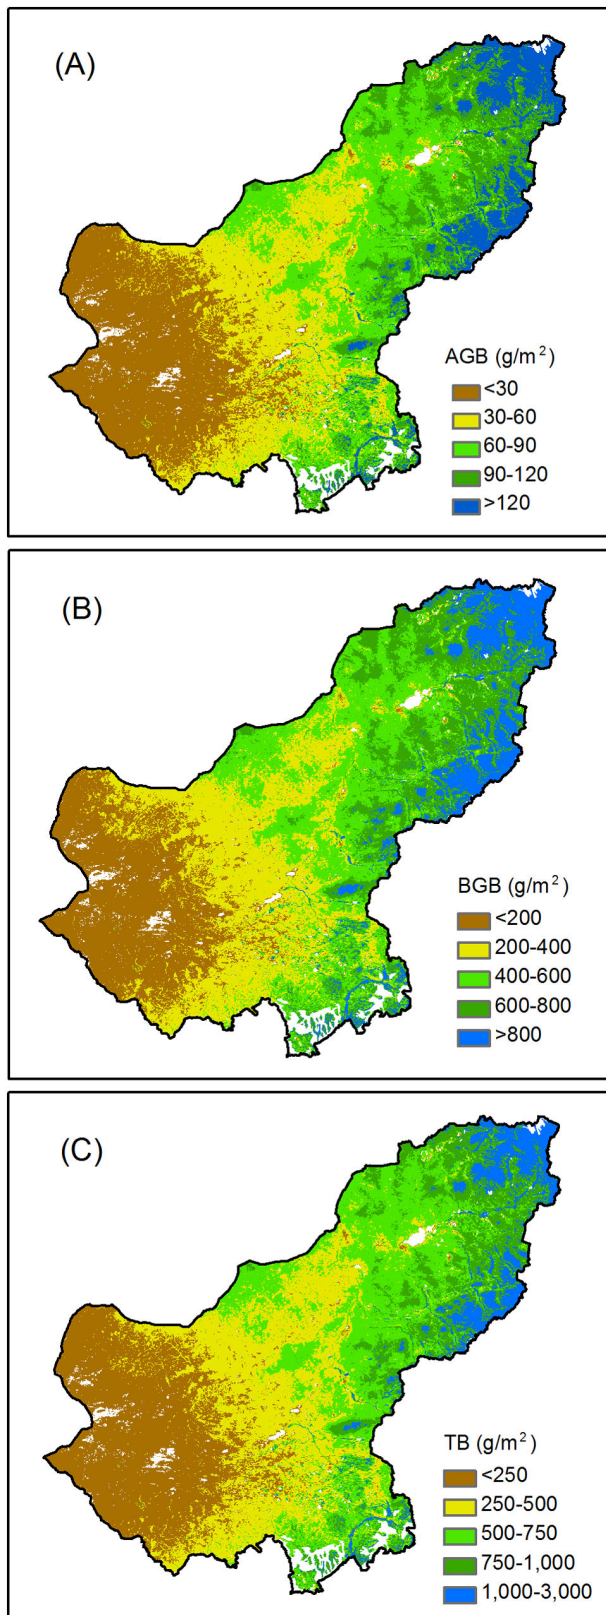 (A)
AGB (g/m²)
<30
30-60
60-90
90-120
>120
(B)
BGB (g/m²)
<200
200-400
400-600
600-800
>800
(C)
TB (g/m²)
<250
250-500
500-750
750-1,000
1,000-3,000